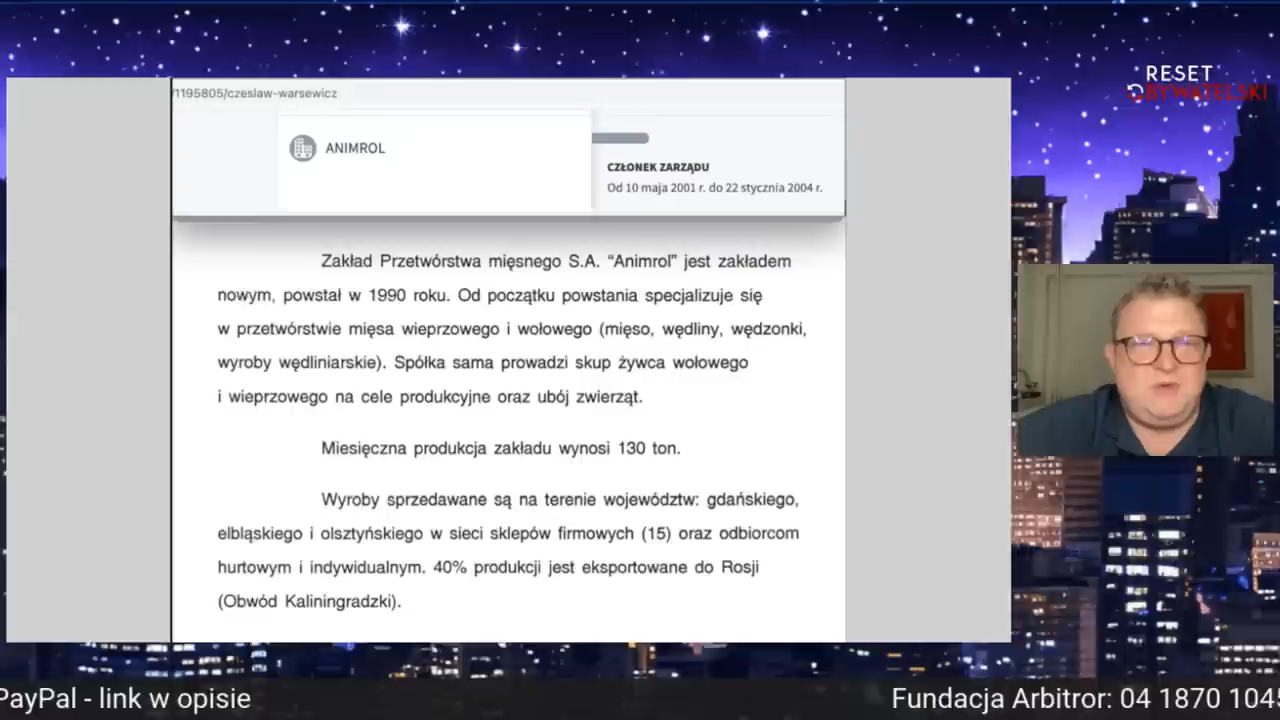 RESET
OBYWATELSKI
/1195805/czeslaw-warsewicz
ANIMROL
CZŁONEK ZARZĄDU
Od 10 maja 2001 r. do 22 stycznia 2004 r.
Zakład Przetwórstwa mięsnego S.A. “Animrol” jest zakładem
nowym, powstał w 1990 roku. Od początku powstania specjalizuje się
w przetwórstwie mięsa wieprzowego i wołowego (mięso, wędliny, wędzonki,
wyroby wędliniarskie). Spółka sama prowadzi skup żywca wołowego
i wieprzowego na cele produkcyjne oraz ubój zwierząt.
Miesięczna produkcja zakładu wynosi 130 ton.
Wyroby sprzedawane są na terenie województw: gdańskiego,
elbląskiego i olsztyńskiego w sieci sklepów firmowych (15) oraz odbiorcom
hurtowym i indywidualnym. 40% produkcji jest eksportowane do Rosji
(Obwód Kaliningradzki).
PayPal - link w opisie
Fundacja Arbitror: 04 1870 1045